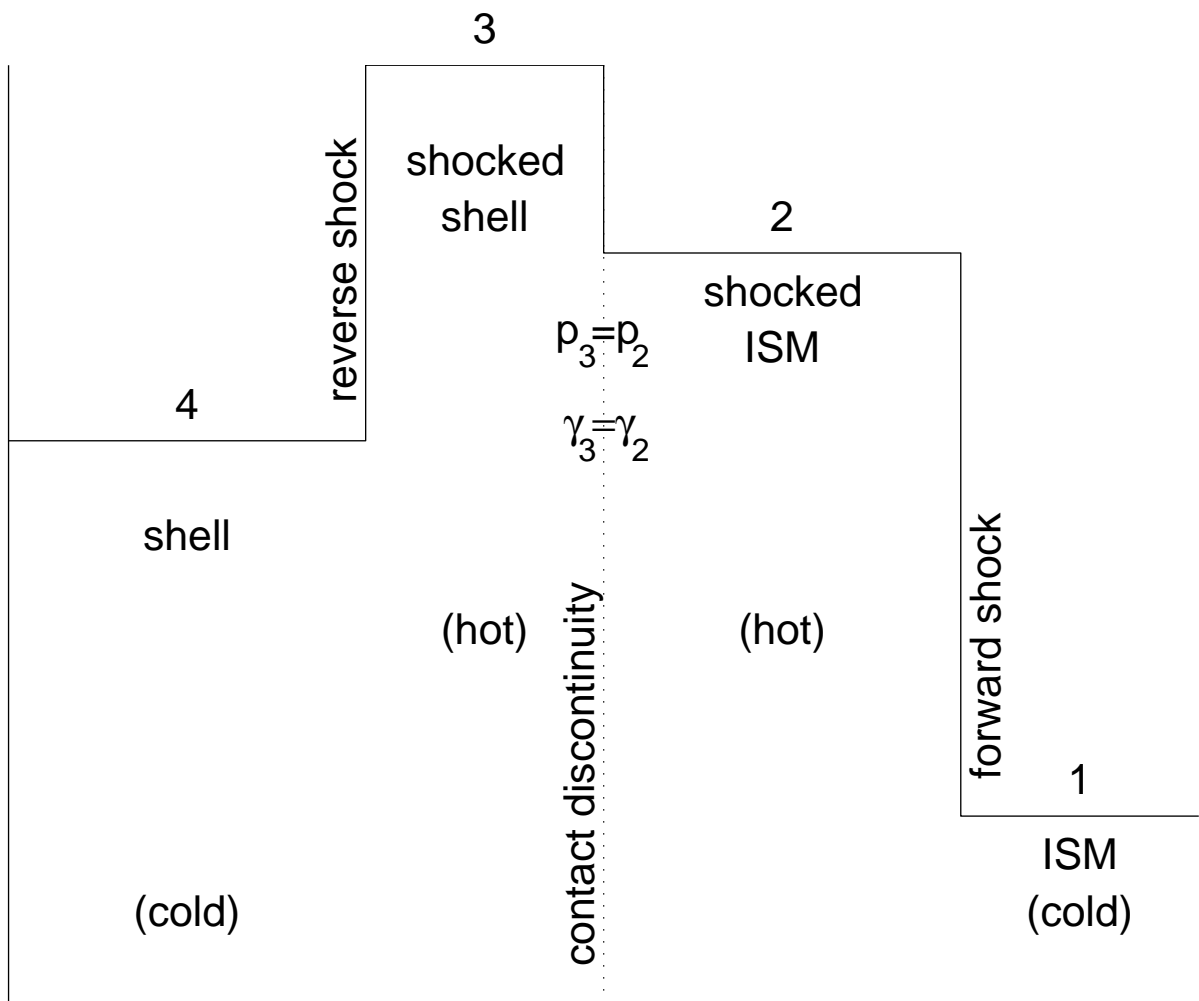 3
shocked
shell
reverse shock
2
shocked
ISM
p₃=p₂
γ₃=γ₂
4
shell
(hot)
(hot)
contact discontinuity
forward shock
1
ISM
(cold)
(cold)